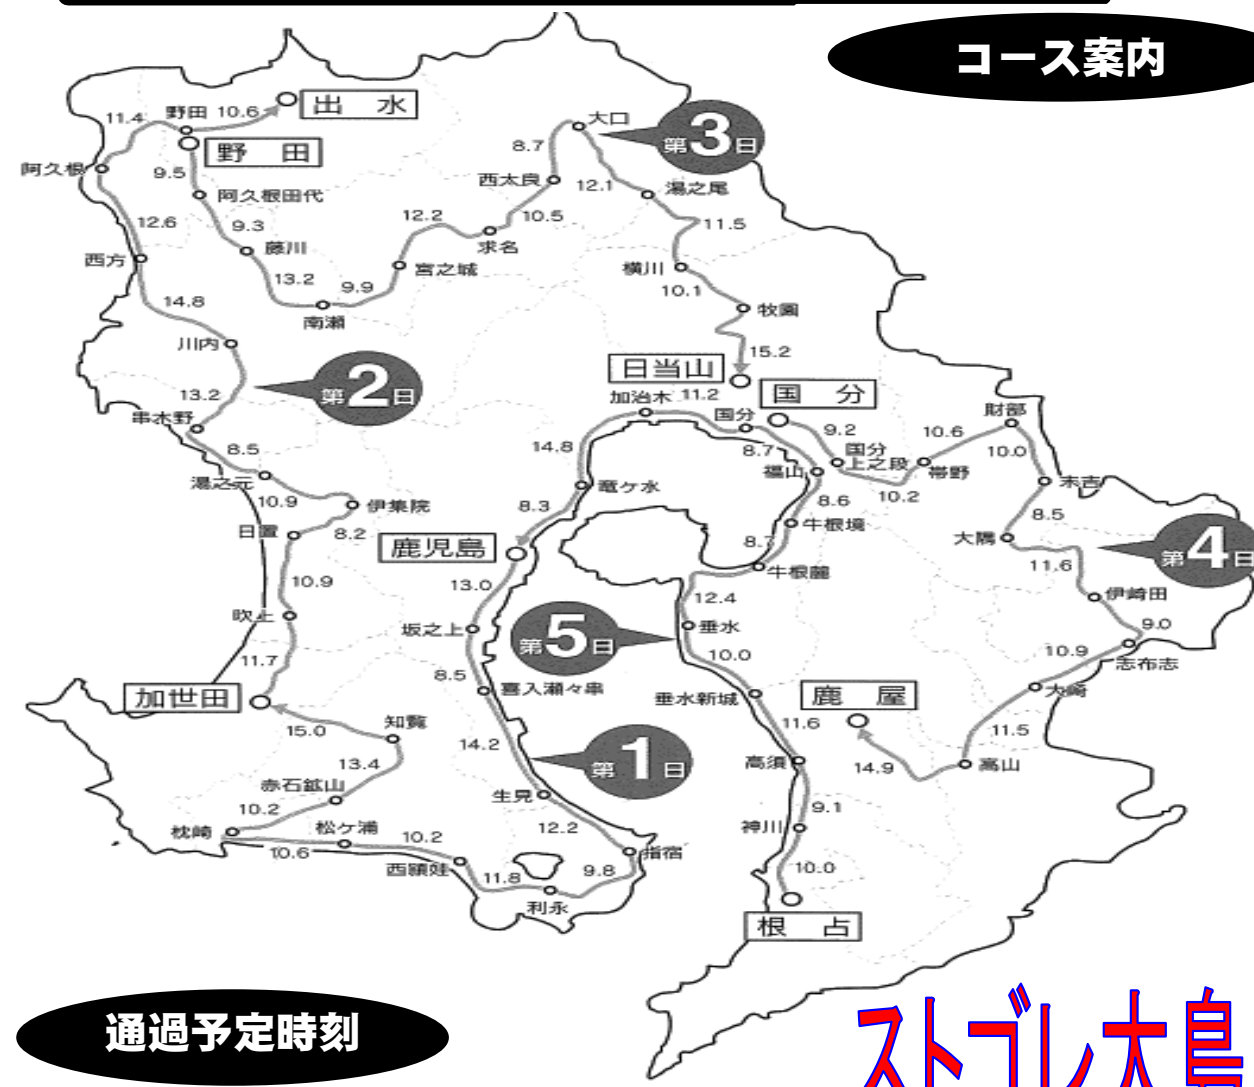 コース案内
出 水
野田
10.6
11.4
野 田
大口
第3日
阿久根
9.5
阿久根田代
8.7
西太良
12.1
湯之尾
12.6
9.3
12.2
10.5
11.5
西方
藤川
求名
宮之城
横川
13.2
9.9
10.1
14.8
南瀬
牧園
川内
15.2
第2日
日当山
13.2
加治木
11.2
国 分
串木野
国分
9.2
財部
8.5
14.8
8.7
国分
上之段
10.6
10.0
湯之元
竜ケ水
福山
帯野
末吉
10.9
伊集院
8.3
8.6
10.2
日置
8.2
鹿児島
牛根境
8.5
8.7
大隅
第4日
13.0
牛根麓
11.6
10.9
12.4
伊崎田
吹上
坂之上
第5日
垂水
9.0
11.7
8.5
10.0
10.9
志布志
加世田
喜入瀬々串
垂水新城
鹿 屋
大崎
15.0
知覧
14.2
11.6
11.5
13.4
第1日
高須
14.9
高山
赤石鉱山
生見
10.2
9.1
枕崎
松ケ浦
10.2
12.2
神川
10.6
西頴娃
指宿
11.8
9.8
10.0
利永
根 占
通過予定時刻
ストゴレ大島